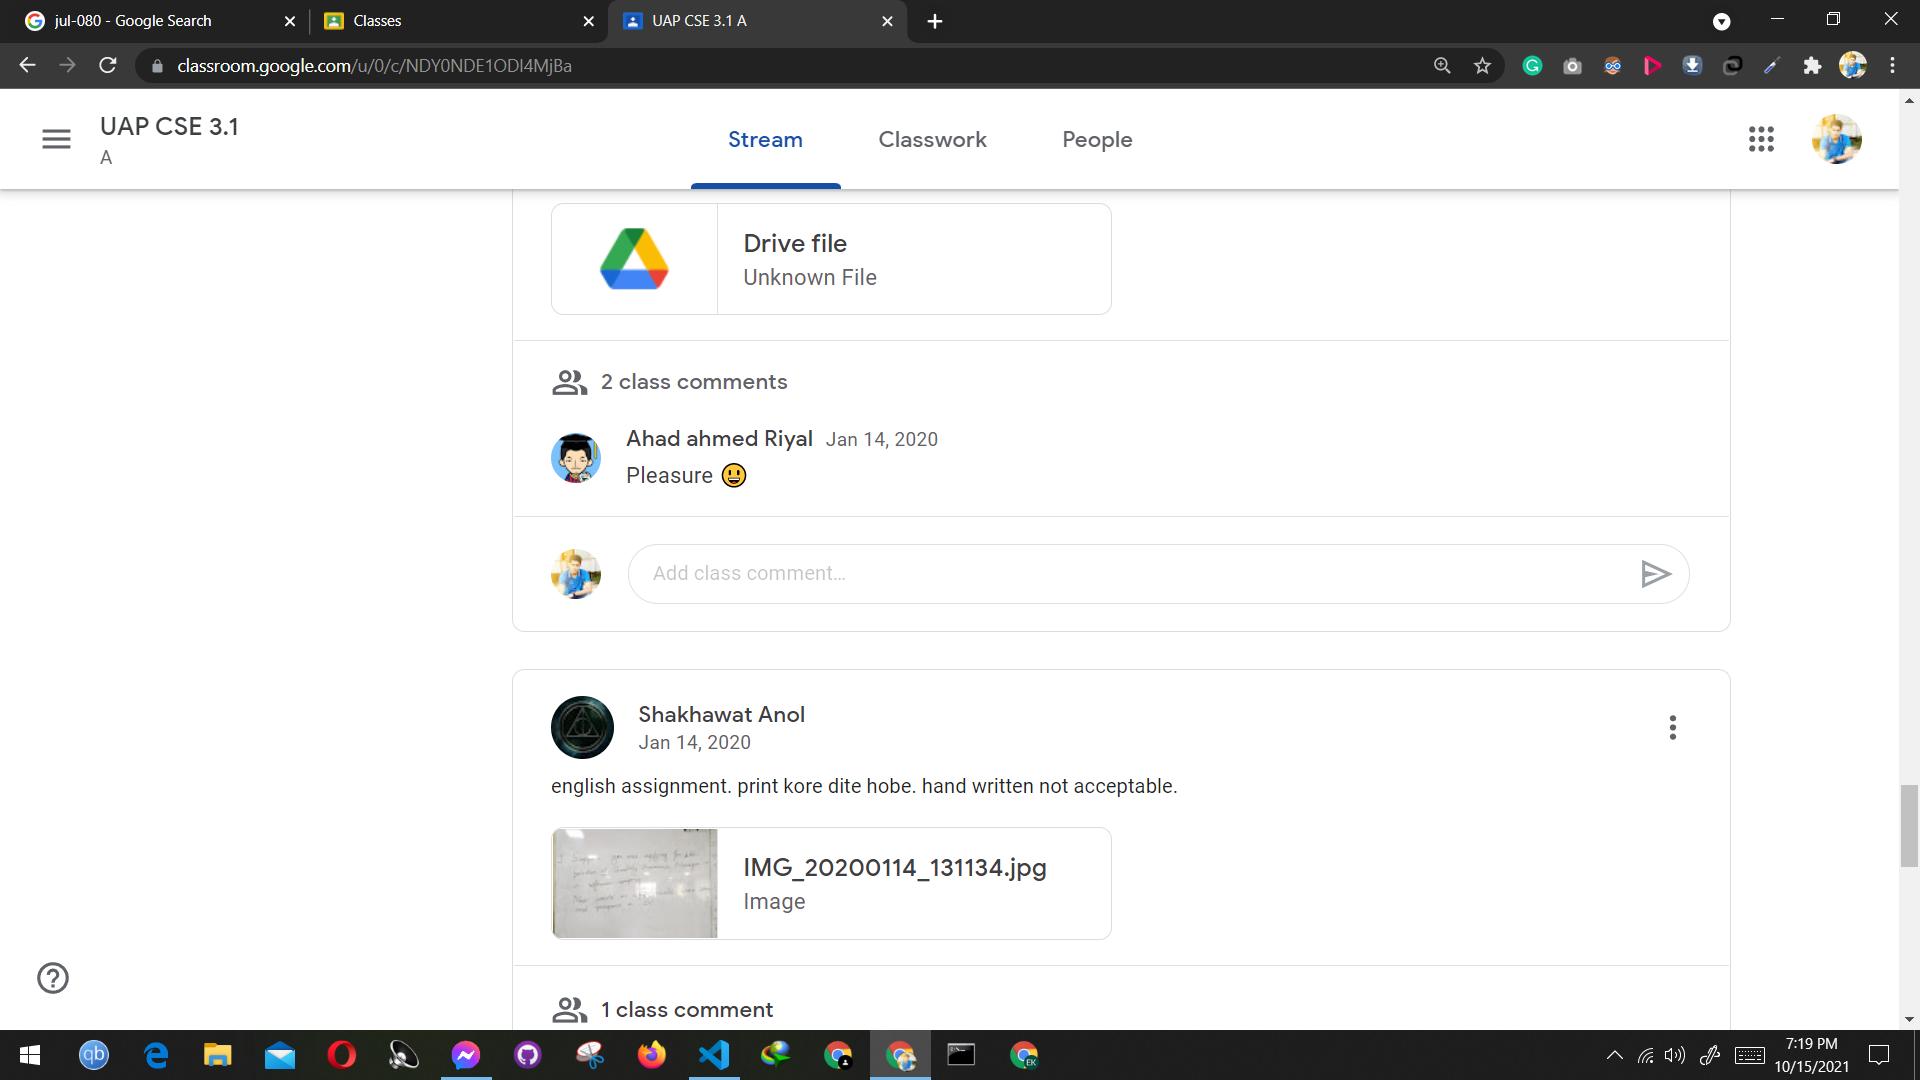 jul-080 - Google Search
Classes
UAP CSE 3.1 A
classroom.google.com/u/0/c/NDY0NDE1ODI4MjBa
UAP CSE 3.1
A
Stream
Classwork
People
Drive file
Unknown File
2 class comments
Ahad ahmed Riyal Jan 14, 2020
Pleasure 😃
Add class comment...
Shakhawat Anol
Jan 14, 2020
english assignment. print kore dite hobe. hand written not acceptable.
IMG_20200114_131134.jpg
Image
1 class comment
qb
EK
7:19 PM
10/15/2021